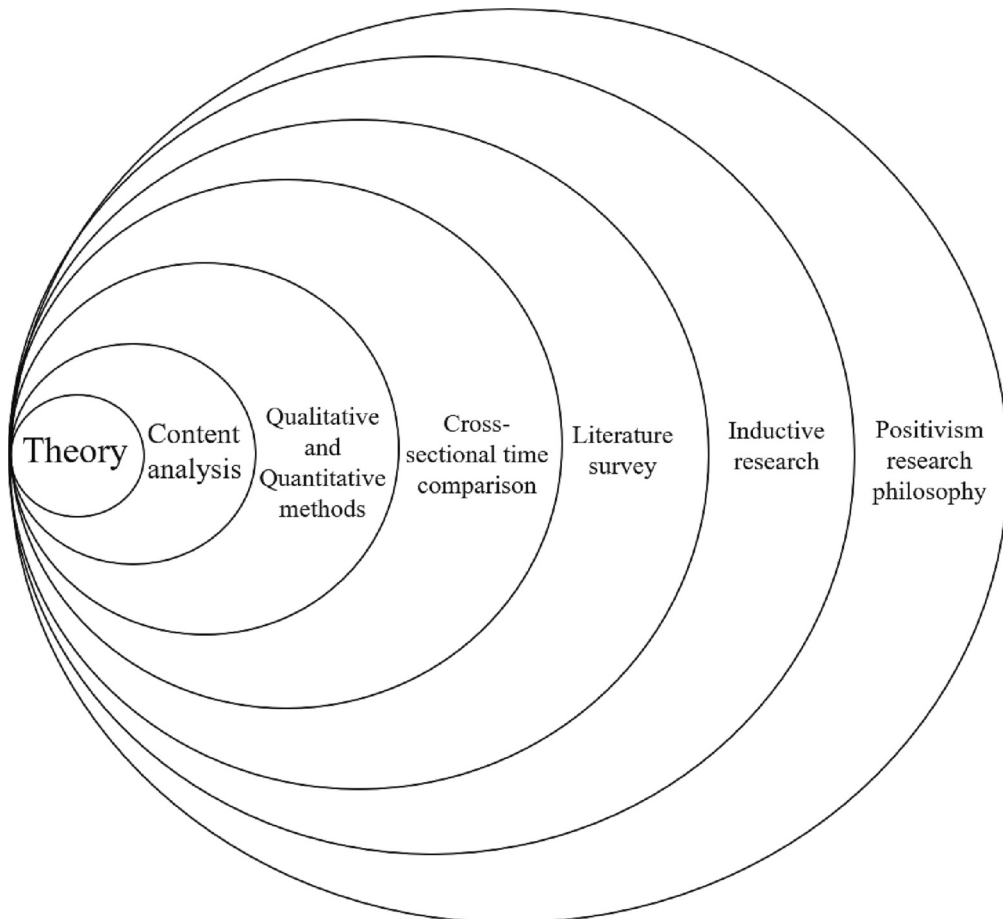 Theory
Content
analysis
Qualitative
and
Quantitative
methods
Cross-
sectional time
comparison
Literature
survey
Inductive
research
Positivism
research
philosophy